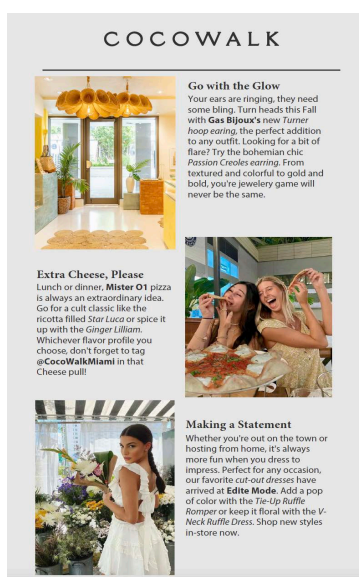 COCOWALK
Go with the Glow
Your ears are ringing, they need
some bling. Turn heads this Fall
with Gas Bijoux's new Turner
hoop earing, the perfect addition
to any outfit. Looking for a bit of
flare? Try the bohemian chic
Passion Creoles earring. From
textured and colorful to gold and
bold, you're jewelery game will
never be the same.
Extra Cheese, Please
Lunch or dinner, Mister O1 pizza
is always an extraordinary idea.
Go for a cult classic like the
ricotta filled Star Luca or spice it
up with the Ginger Lilliam.
Whichever flavor profile you
choose, don't forget to tag
@CocoWalkMiami in that
Cheese pull!
Making a Statement
Whether you're out on the town or
hosting from home, it's always
more fun when you dress to
impress. Perfect for any occasion,
our favorite cut-out dresses have
arrived at Edite Mode. Add a pop
of color with the Tie-Up Ruffle
Romper or keep it floral with the V-
Neck Ruffle Dress. Shop new styles
in-store now.